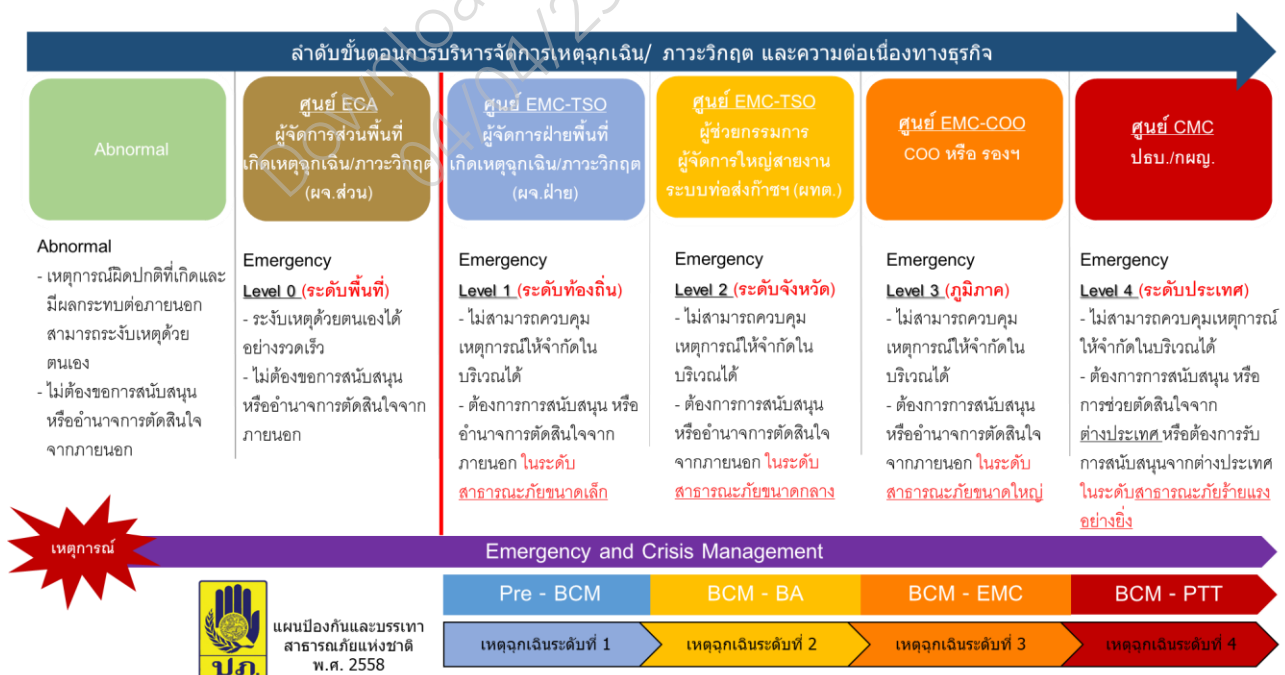 ลำดับขั้นตอนการบริหารจัดการเหตุฉุกเฉิน/ ภาวะวิกฤต และความต่อเนื่องทางธุรกิจ
Abnormal
ศูนย์ ECA
ผู้จัดการส่วนพื้นที่
เกิดเหตุฉุกเฉิน/ภาวะวิกฤต
(ผจ.ส่วน)
ศูนย์ EMC-TSO
ผู้จัดการฝ่ายพื้นที่
เกิดเหตุฉุกเฉิน/ภาวะวิกฤต
(ผจ.ฝ่าย)
ศูนย์ EMC-TSO
ผู้ช่วยกรรมการ
ผู้จัดการใหญ่สายงาน
ระบบท่อส่งก๊าซฯ (ผทต.)
ศูนย์ EMC-COO
COO หรือ รองฯ
ศูนย์ CMC
ปธบ./กผญ.
Abnormal
- เหตุการณ์ผิดปกติที่เกิดและ
มีผลกระทบต่อภายนอก
สามารถระงับเหตุด้วย
ตนเอง
- ไม่ต้องขอการสนับสนุน
หรืออำนาจการตัดสินใจ
จากภายนอก
Emergency
Level 0 (ระดับพื้นที่)
- ระงับเหตุด้วยตนเองได้
อย่างรวดเร็ว
- ไม่ต้องขอการสนับสนุน
หรืออำนาจการตัดสินใจจาก
ภายนอก
Emergency
Level 1 (ระดับท้องถิ่น)
- ไม่สามารถควบคุม
เหตุการณ์ให้จำกัดใน
บริเวณได้
- ต้องการการสนับสนุน หรือ
อำนาจการตัดสินใจจาก
ภายนอก ในระดับ
สาธารณะภัยขนาดเล็ก
Emergency
Level 2 (ระดับจังหวัด)
- ไม่สามารถควบคุม
เหตุการณ์ให้จำกัดใน
บริเวณได้
- ต้องการการสนับสนุน
หรืออำนาจการตัดสินใจ
จากภายนอก ในระดับ
สาธารณะภัยขนาดกลาง
Emergency
Level 3 (ภูมิภาค)
- ไม่สามารถควบคุม
เหตุการณ์ให้จำกัดใน
บริเวณได้
- ต้องการการสนับสนุน
หรืออำนาจการตัดสินใจ
จากภายนอก ในระดับ
สาธารณะภัยขนาดใหญ่
Emergency
Level 4 (ระดับประเทศ)
- ไม่สามารถควบคุมเหตุการณ์
ให้จำกัดในบริเวณได้
- ต้องการการสนับสนุน หรือ
การช่วยตัดสินใจจาก
ต่างประเทศ หรือต้องการรับ
การสนับสนุนจากต่างประเทศ
ในระดับสาธารณะภัยร้ายแรง
อย่างยิ่ง
เหตุการณ์
Emergency and Crisis Management
Pre - BCM
BCM - BA
BCM - EMC
BCM - PTT
ปภ.
แผนป้องกันและบรรเทา
สาธารณภัยแห่งชาติ
พ.ศ. 2558
เหตุฉุกเฉินระดับที่ 1
เหตุฉุกเฉินระดับที่ 2
เหตุฉุกเฉินระดับที่ 3
เหตุฉุกเฉินระดับที่ 4